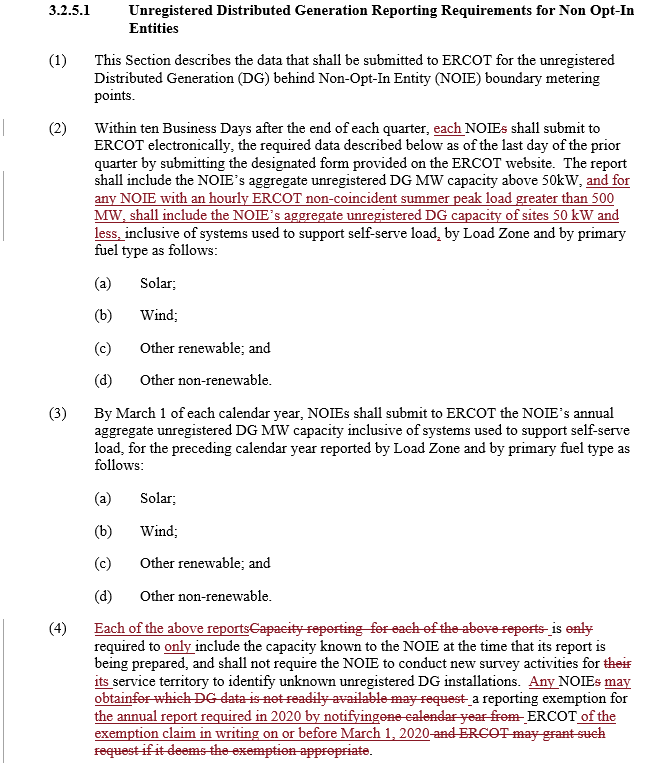 3.2.5.1 Unregistered Distributed Generation Reporting Requirements for Non Opt-In
Entities
(1) This Section describes the data that shall be submitted to ERCOT for the unregistered
Distributed Generation (DG) behind Non-Opt-In Entity (NOIE) boundary metering
points.
(2) Within ten Business Days after the end of each quarter, each NOIEs shall submit to
ERCOT electronically, the required data described below as of the last day of the prior
quarter by submitting the designated form provided on the ERCOT website. The report
shall include the NOIE's aggregate unregistered DG MW capacity above 50kW, and for
any NOIE with an hourly ERCOT non-coincident summer peak load greater than 500
MW, shall include the NOIE's aggregate unregistered DG capacity of sites 50 kW and
less, inclusive of systems used to support self-serve load, by Load Zone and by primary
fuel type as follows:
(a) Solar;
(b) Wind;
(c) Other renewable; and
(d) Other non-renewable.
(3) By March 1 of each calendar year, NOIEs shall submit to ERCOT the NOIE's annual
aggregate unregistered DG MW capacity inclusive of systems used to support self-serve
load, for the preceding calendar year reported by Load Zone and by primary fuel type as
follows:
(a) Solar;
(b) Wind;
(c) Other renewable; and
(d) Other non-renewable.
(4) Each of the above reportsCapacity reporting for each of the above reports is only
required to only include the capacity known to the NOIE at the time that its report is
being prepared, and shall not require the NOIE to conduct new survey activities for their
its service territory to identify unknown unregistered DG installations. Any NOIEs may
obtainfor which DG data is not readily available may request a reporting exemption for
the annual report required in 2020 by notifyingone calendar year from ERCOT of the
exemption claim in writing on or before March 1, 2020 and ERCOT may grant such
request if it deems the exemption appropriate.